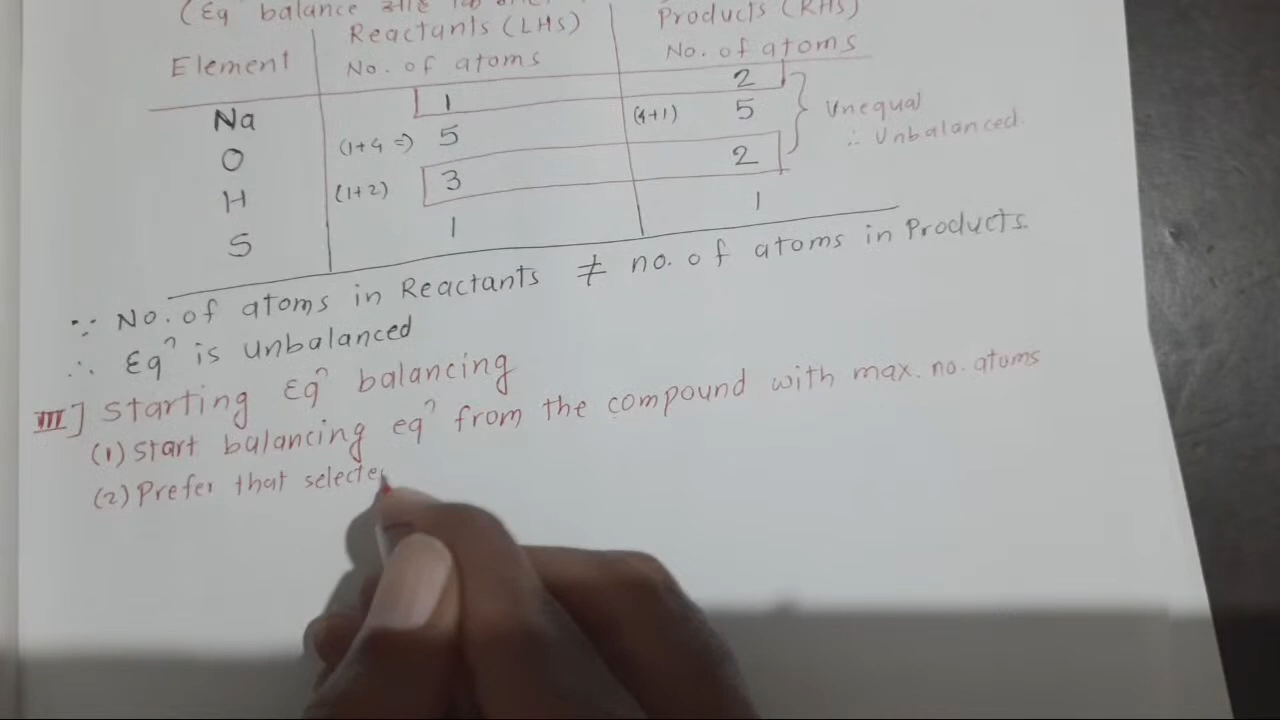 (Eqⁿ balance आहे कि
Reactants (LHS) Products (RHS)
Element No. of atoms No. of atoms
Na 1 2
O (1+4 =) 5 (4+1) 5
H (1+2) 3 2
S 1 1
Unequal
∴ Unbalanced.
∵ No. of atoms in Reactants ≠ no. of atoms in Products.
∴ Eqⁿ is unbalanced
III] Starting Eqⁿ balancing
(1) Start balancing eqⁿ from the compound with max. no. atoms
(2) Prefer that selecte